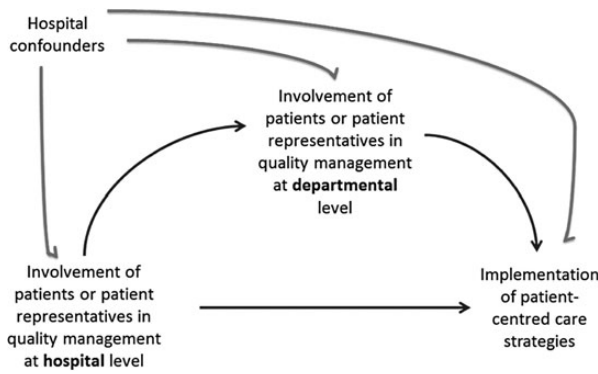 Hospital
confounders
Involvement of
patients or patient
representatives in
quality management
at departmental
level
Involvement of
patients or patient
representatives in
quality management
at hospital level
Implementation
of patient-
centred care
strategies